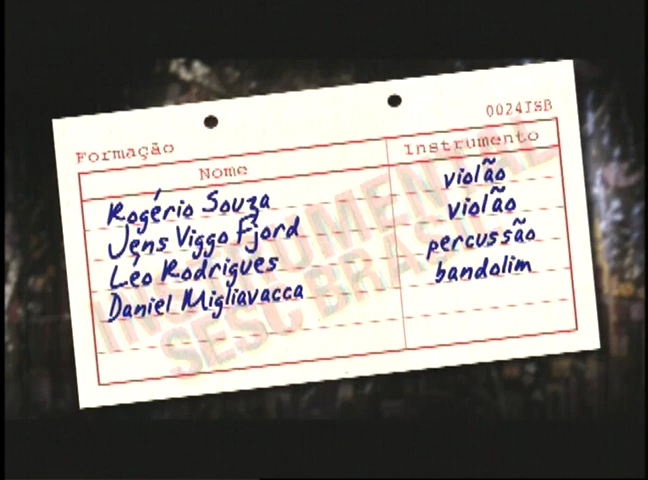 0024ISB
Formação
Nome Instrumento
Rogério Souza violão
Jens Viggo Fjord violão
Léo Rodrigues percussão
Daniel Migliavacca bandolim
INSTRUMENTAL
SESC BRASIL